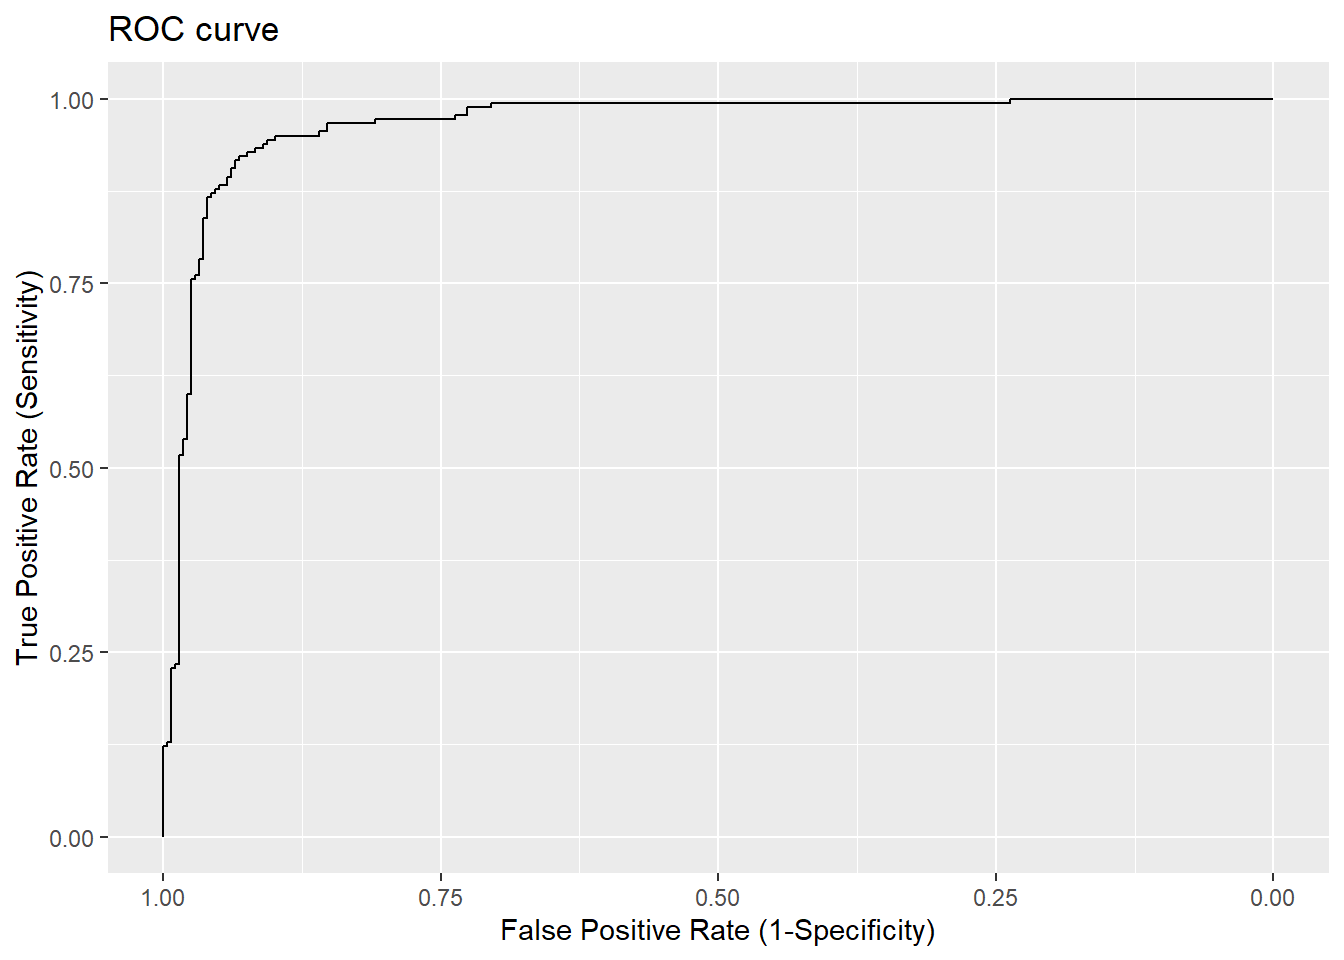 ROC curve
True Positive Rate (Sensitivity)
1.00
0.75
0.50
0.25
0.00
1.00 0.75 0.50 0.25 0.00
False Positive Rate (1-Specificity)